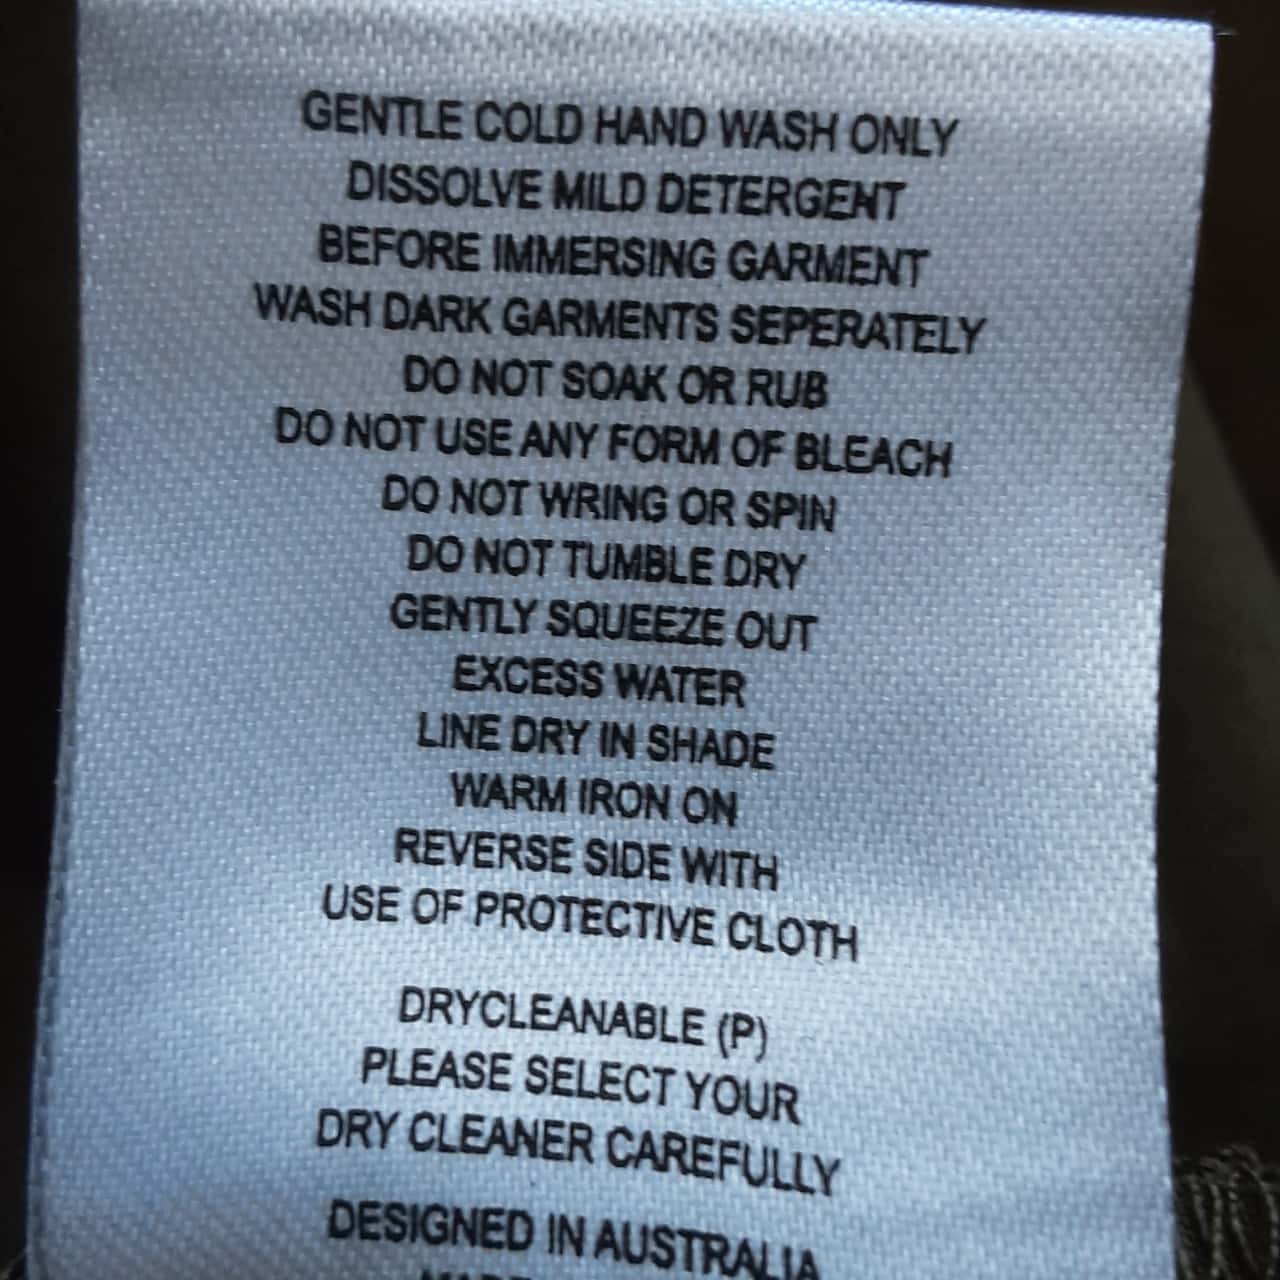 GENTLE COLD HAND WASH ONLY
DISSOLVE MILD DETERGENT
BEFORE IMMERSING GARMENT
WASH DARK GARMENTS SEPERATELY
DO NOT SOAK OR RUB
DO NOT USE ANY FORM OF BLEACH
DO NOT WRING OR SPIN
DO NOT TUMBLE DRY
GENTLY SQUEEZE OUT
EXCESS WATER
LINE DRY IN SHADE
WARM IRON ON
REVERSE SIDE WITH
USE OF PROTECTIVE CLOTH
DRYCLEANABLE (P)
PLEASE SELECT YOUR
DRY CLEANER CAREFULLY
DESIGNED IN AUSTRALIA